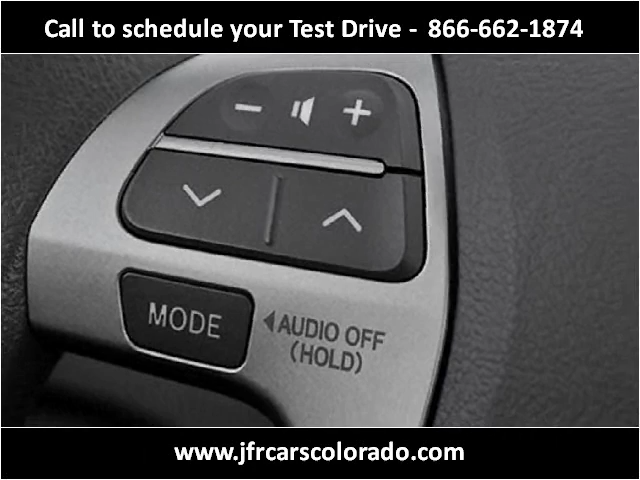 Call to schedule your Test Drive - 866-662-1874
- +
MODE
◀AUDIO OFF
(HOLD)
www.jfrcarscolorado.com